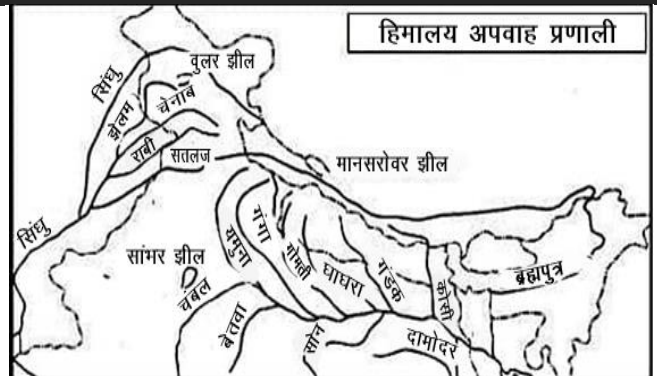 हिमालय अपवाह प्रणाली
वुलर झील
सिंधु
चेनाब
झेलम
राबी
सतलज
मानसरोवर झील
सिंधु
सांभर झील
यमुना
गंगा
गोमती
घाघरा
गंडक
कोसी
ब्रह्मपुत्र
चंबल
बेतवा
सोन
दामोदर